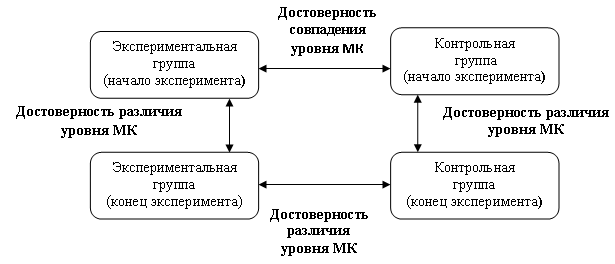 Достоверность
совпадения
уровня МК
Экспериментальная
группа
(начало эксперимента)
Контрольная
группа
(начало эксперимента)
Достоверность различия
уровня МК
Достоверность различия
уровня МК
Экспериментальная
группа
(конец эксперимента)
Контрольная
группа
(конец эксперимента)
Достоверность
различия
уровня МК